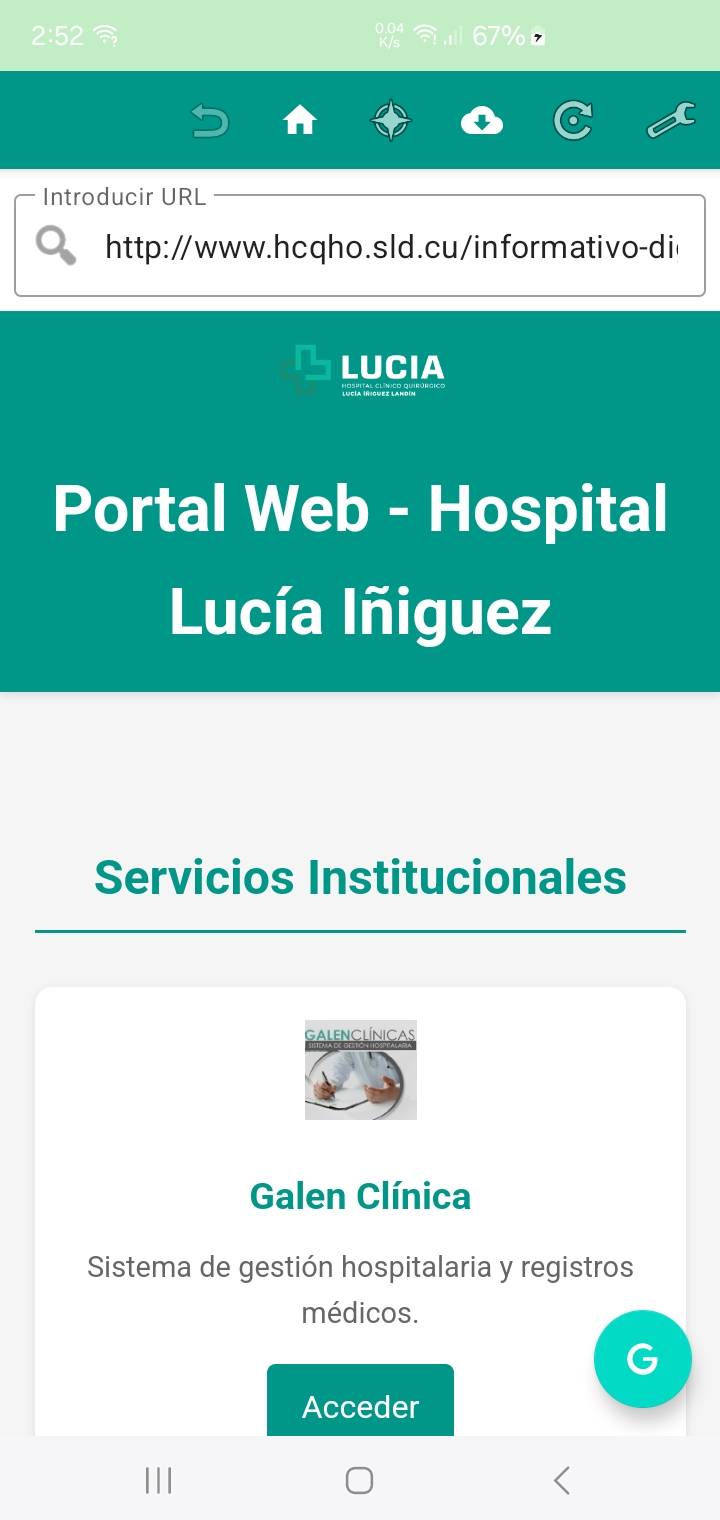 2:52
0.04
K/s
67%
Introducir URL
http://www.hcqho.sld.cu/informativo-di
LUCIA
HOSPITAL CLÍNICO QUIRÚRGICO
LUCÍA IÑIGUEZ LANDÍN
Portal Web - Hospital
Lucía Iñiguez
Servicios Institucionales
GALENCLÍNICAS
SISTEMA DE GESTIÓN HOSPITALARIA
Galen Clínica
Sistema de gestión hospitalaria y registros
médicos.
G
Acceder